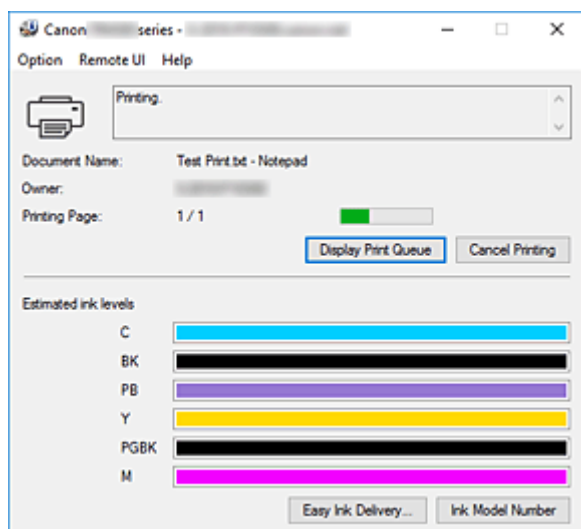 Canon series -
Option Remote UI Help
Printing.
Document Name: Test Print.txt - Notepad
Owner:
Printing Page: 1 / 1
Display Print Queue Cancel Printing
Estimated ink levels
C
BK
PB
Y
PGBK
M
Easy Ink Delivery... Ink Model Number